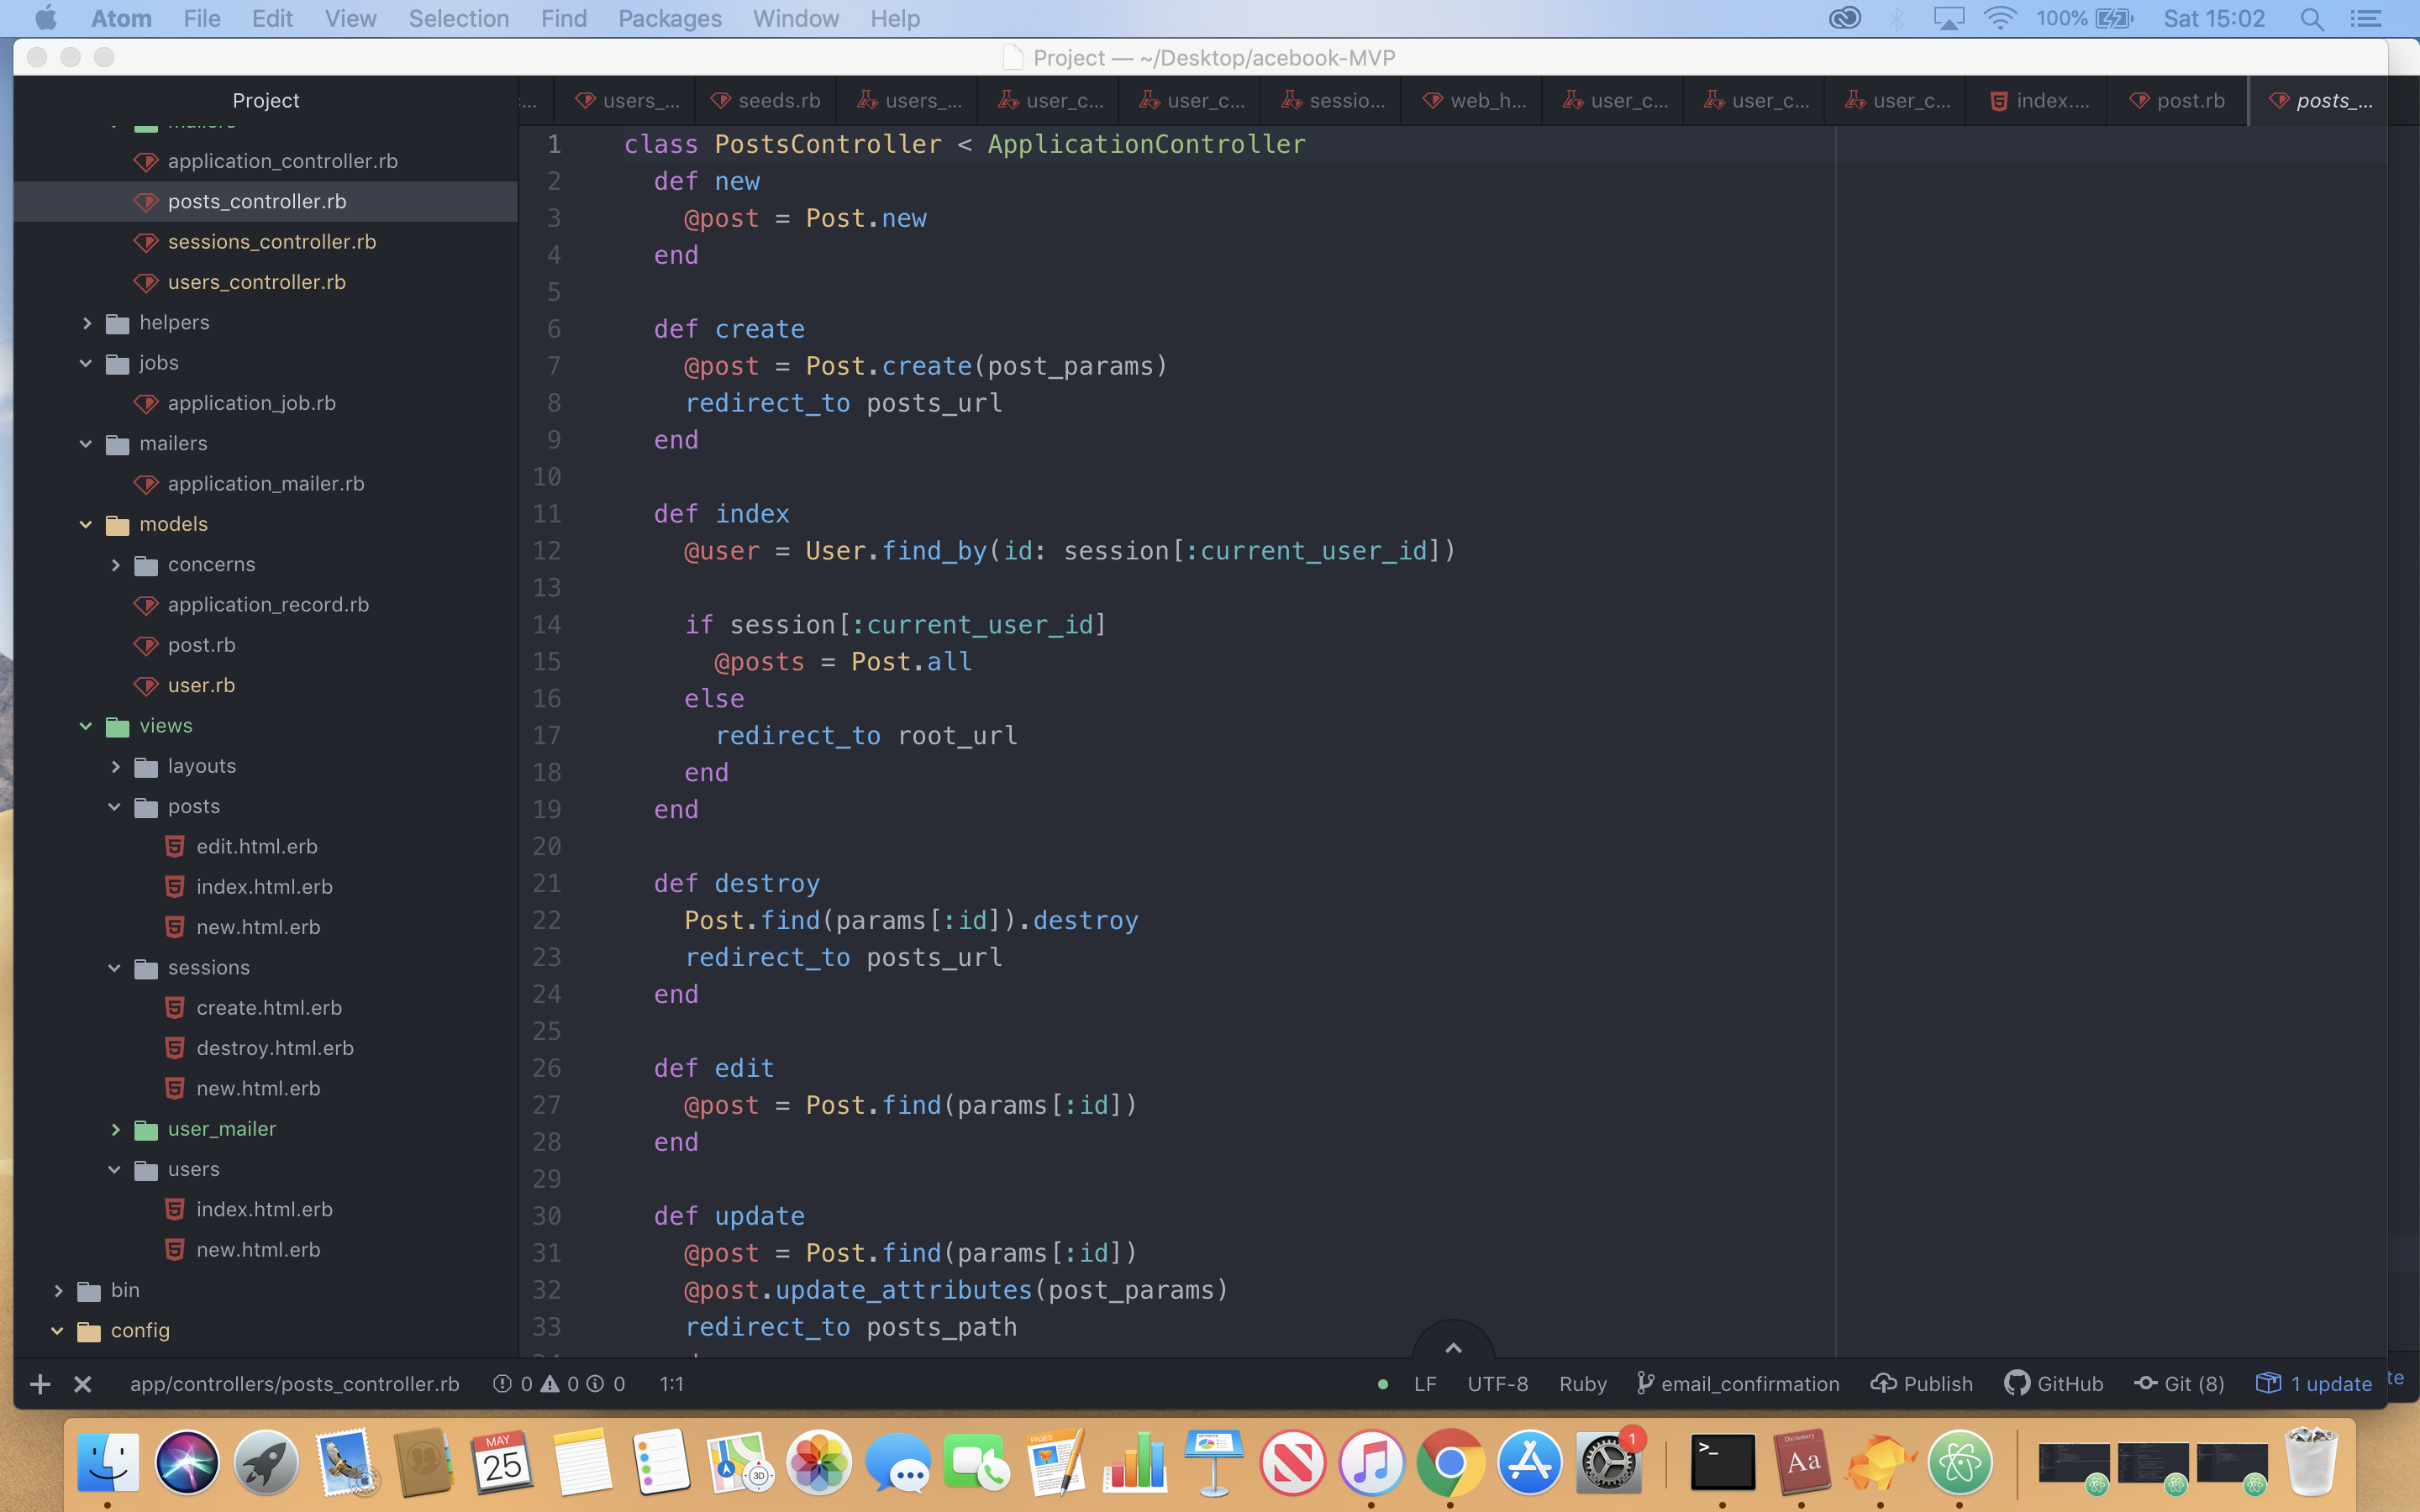 Atom File Edit View Selection Find Packages Window Help 100% Sat 15:02
Project — ~/Desktop/acebook-MVP
Project
users_... seeds.rb users_... user_c... user_c... sessio... web_h... user_c... user_c... user_c... index.... post.rb posts_...
mailers
application_controller.rb
posts_controller.rb
sessions_controller.rb
users_controller.rb
helpers
jobs
application_job.rb
mailers
application_mailer.rb
models
concerns
application_record.rb
post.rb
user.rb
views
layouts
posts
edit.html.erb
index.html.erb
new.html.erb
sessions
create.html.erb
destroy.html.erb
new.html.erb
user_mailer
users
index.html.erb
new.html.erb
bin
config
1 class PostsController < ApplicationController
2 def new
3 @post = Post.new
4 end
5
6 def create
7 @post = Post.create(post_params)
8 redirect_to posts_url
9 end
10
11 def index
12 @user = User.find_by(id: session[:current_user_id])
13
14 if session[:current_user_id]
15 @posts = Post.all
16 else
17 redirect_to root_url
18 end
19 end
20
21 def destroy
22 Post.find(params[:id]).destroy
23 redirect_to posts_url
24 end
25
26 def edit
27 @post = Post.find(params[:id])
28 end
29
30 def update
31 @post = Post.find(params[:id])
32 @post.update_attributes(post_params)
33 redirect_to posts_path
app/controllers/posts_controller.rb 0 0 0 1:1 LF UTF-8 Ruby email_confirmation Publish GitHub Git (8) 1 update te
MAY
25
3D
PAGES
1
>_
Dictionary
Aa